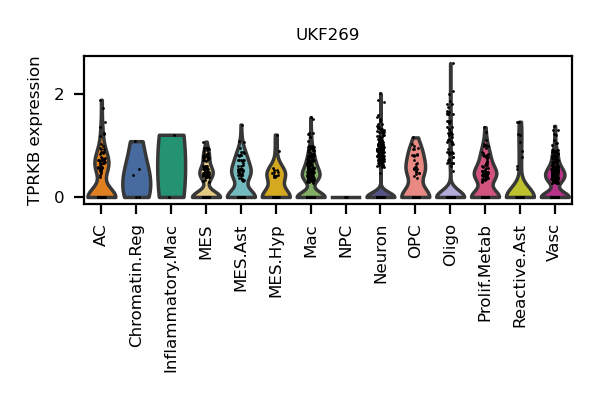 UKF269
TPRKB expression
2
0
AC
Chromatin.Reg
Inflammatory.Mac
MES
MES.Ast
MES.Hyp
Mac
NPC
Neuron
OPC
Oligo
Prolif.Metab
Reactive.Ast
Vasc